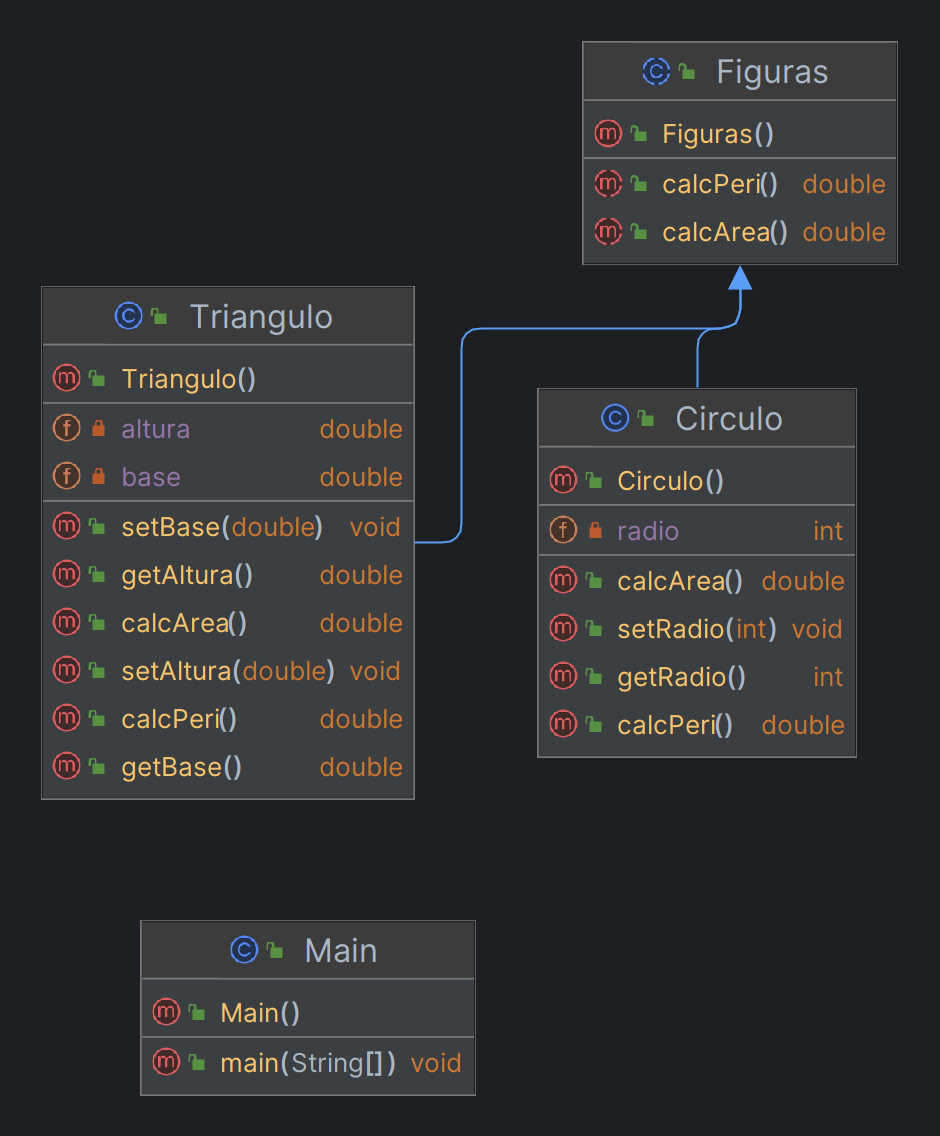 Figuras
Figuras()
calcPeri() double
calcArea() double
Triangulo
Triangulo()
altura double
base double
setBase(double) void
getAltura() double
calcArea() double
setAltura(double) void
calcPeri() double
getBase() double
Circulo
Circulo()
radio int
calcArea() double
setRadio(int) void
getRadio() int
calcPeri() double
Main
Main()
main(String[]) void